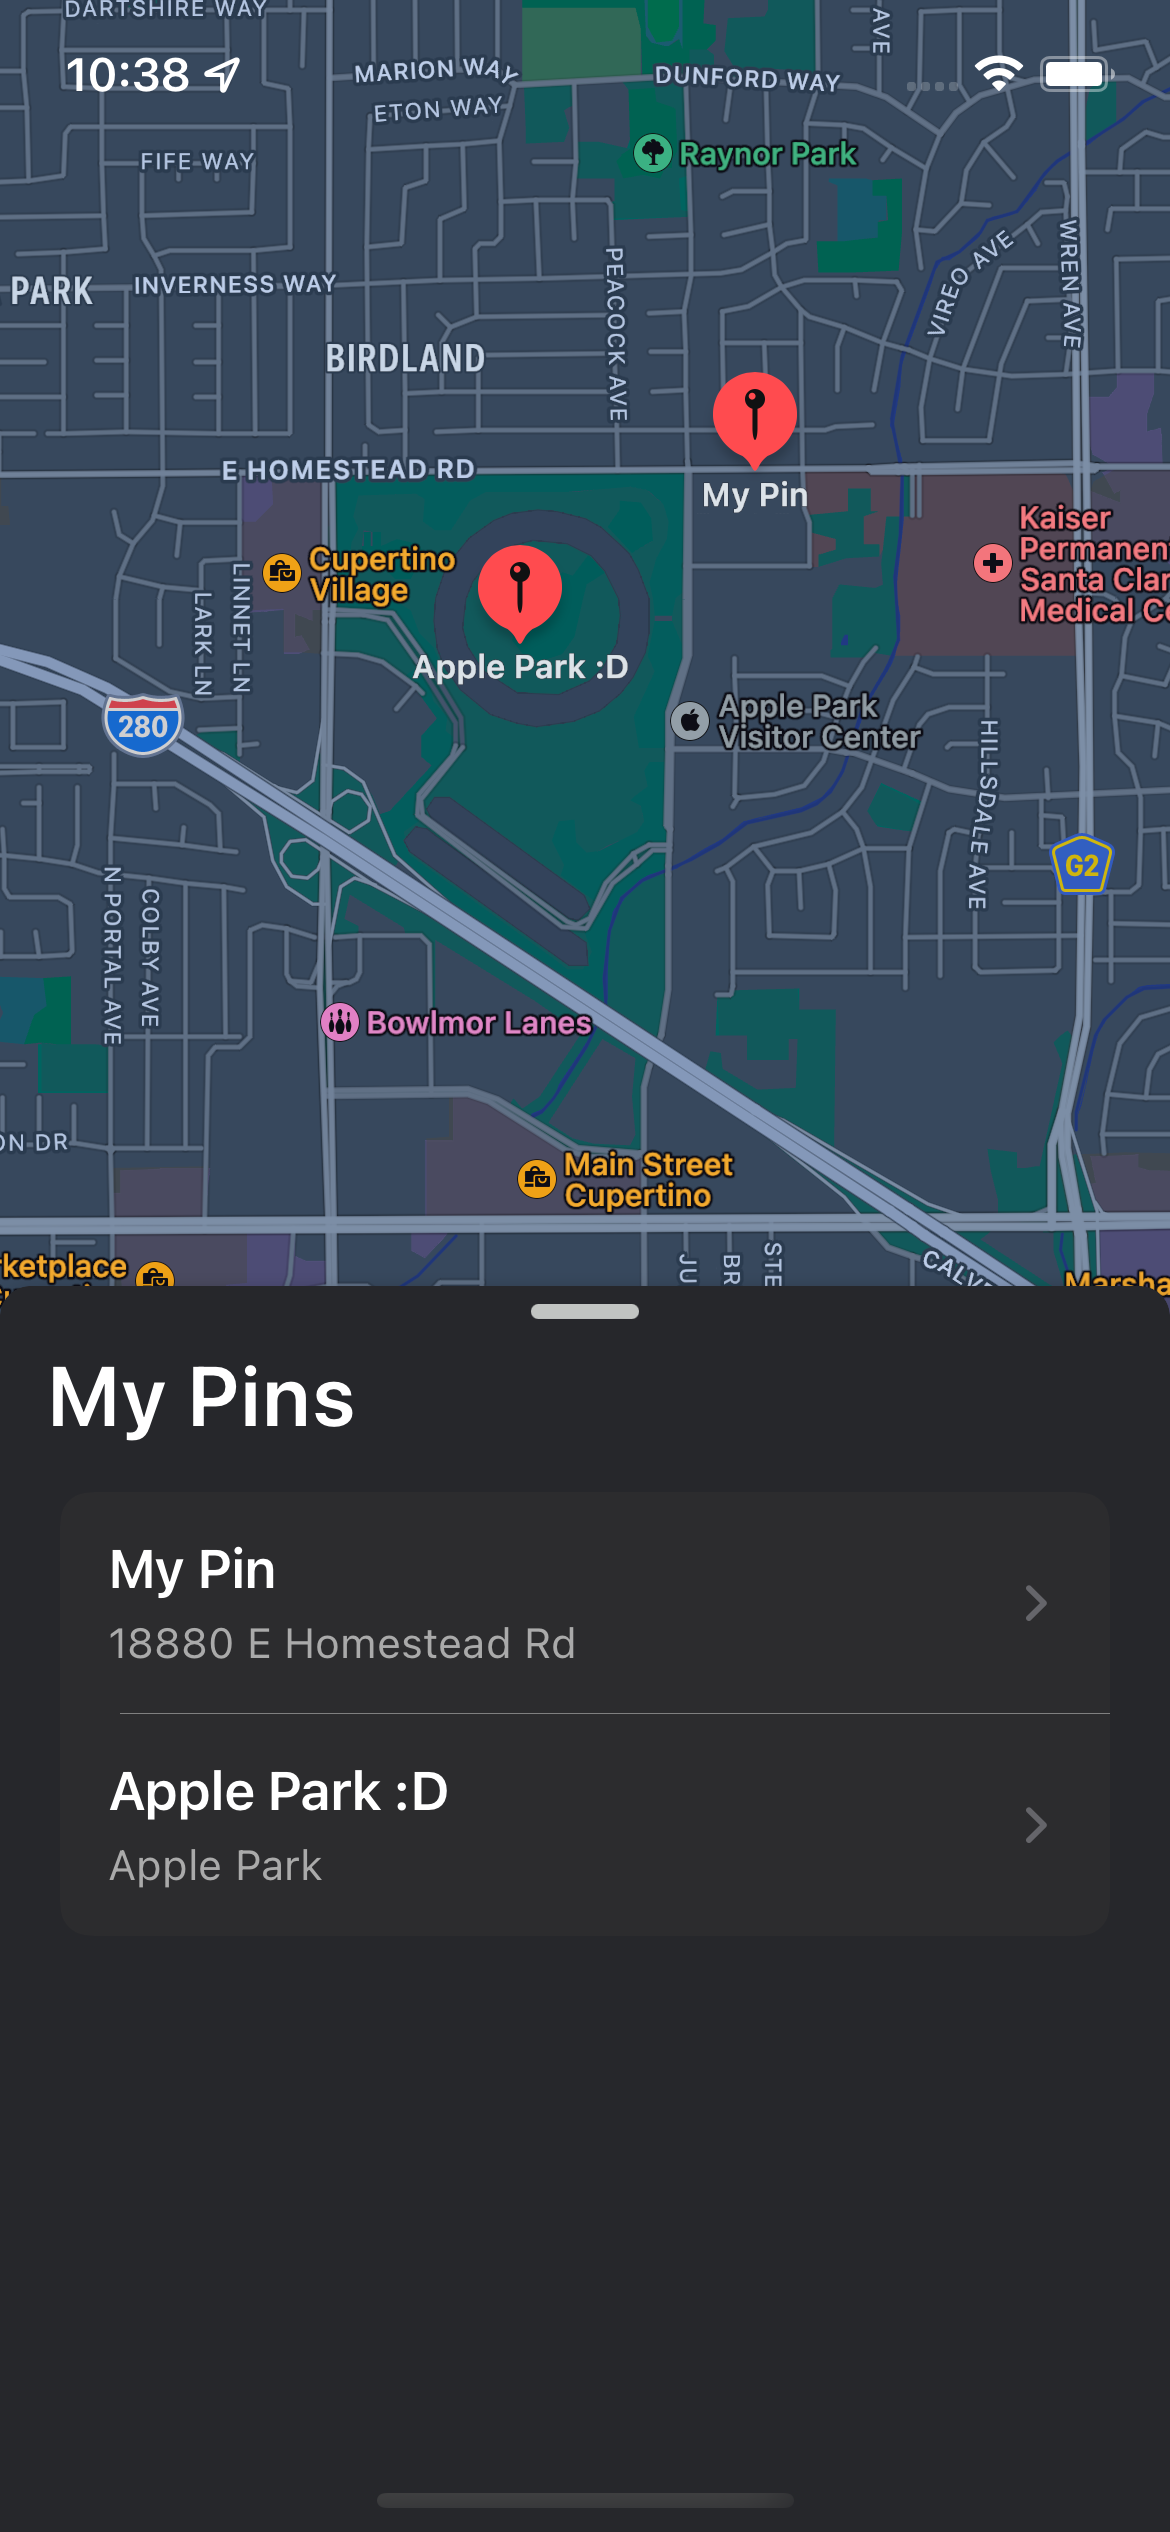 DARTSHIRE WAY
AVE
10:38
MARION WAY
DUNFORD WAY
ETON WAY
FIFE WAY
Raynor Park
PARK
INVERNESS WAY
PEACOCK AVE
VIREO AVE
WREN AVE
BIRDLAND
E HOMESTEAD RD
My Pin
Kaiser
Permanen
Santa Clar
Medical Ce
Cupertino
Village
LINNET LN
LARK LN
Apple Park :D
280
Apple Park
Visitor Center
HILLSDALE AVE
G2
N PORTAL AVE
COLBY AVE
Bowlmor Lanes
ON DR
Main Street
Cupertino
JU
BR
STE
CALV
rketplace
Marsha
My Pins
My Pin
18880 E Homestead Rd
Apple Park :D
Apple Park